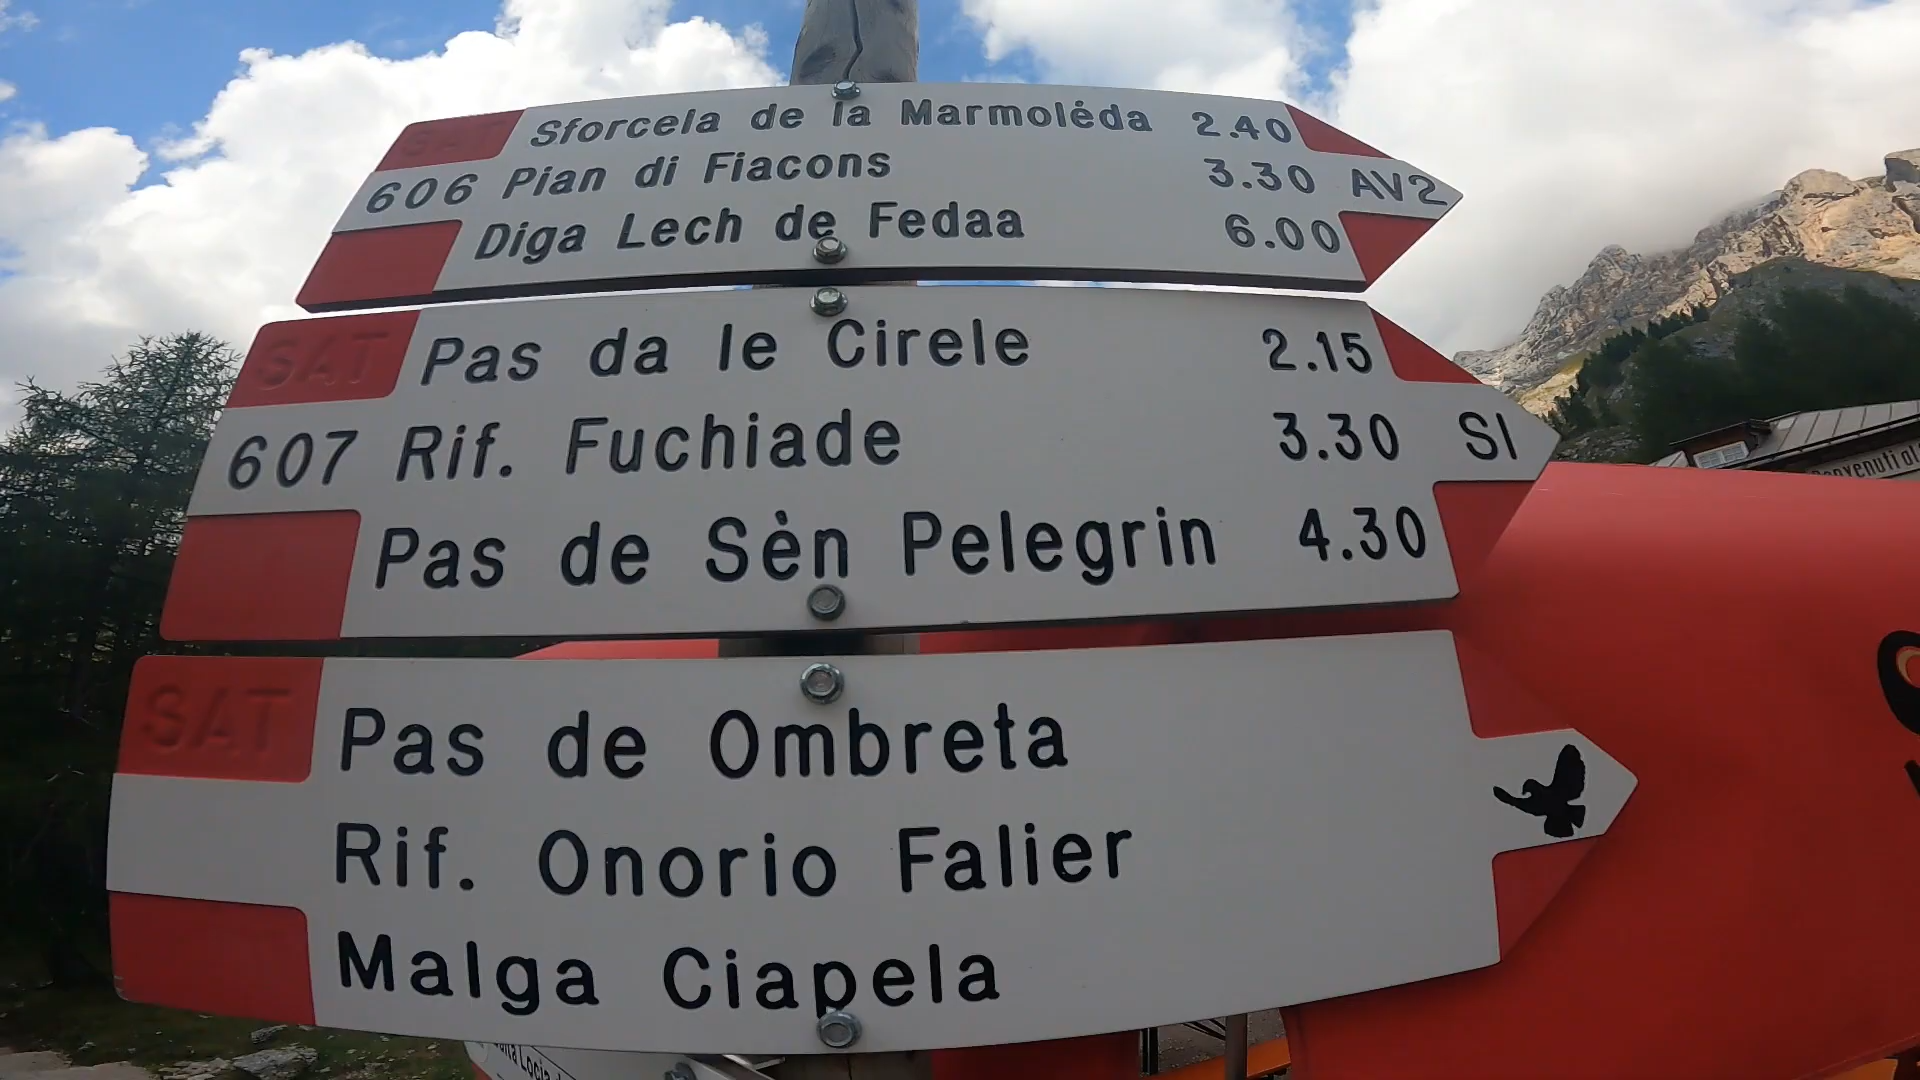 SAT Sforcela de la Marmolèda 2.40
606 Pian di Fiacons 3.30 AV2
Diga Lech de Fedaa 6.00
SAT Pas da le Cirele 2.15
607 Rif. Fuchiade 3.30 SI
Pas de Sèn Pelegrin 4.30
SAT Pas de Ombreta
Rif. Onorio Falier
Malga Ciapela